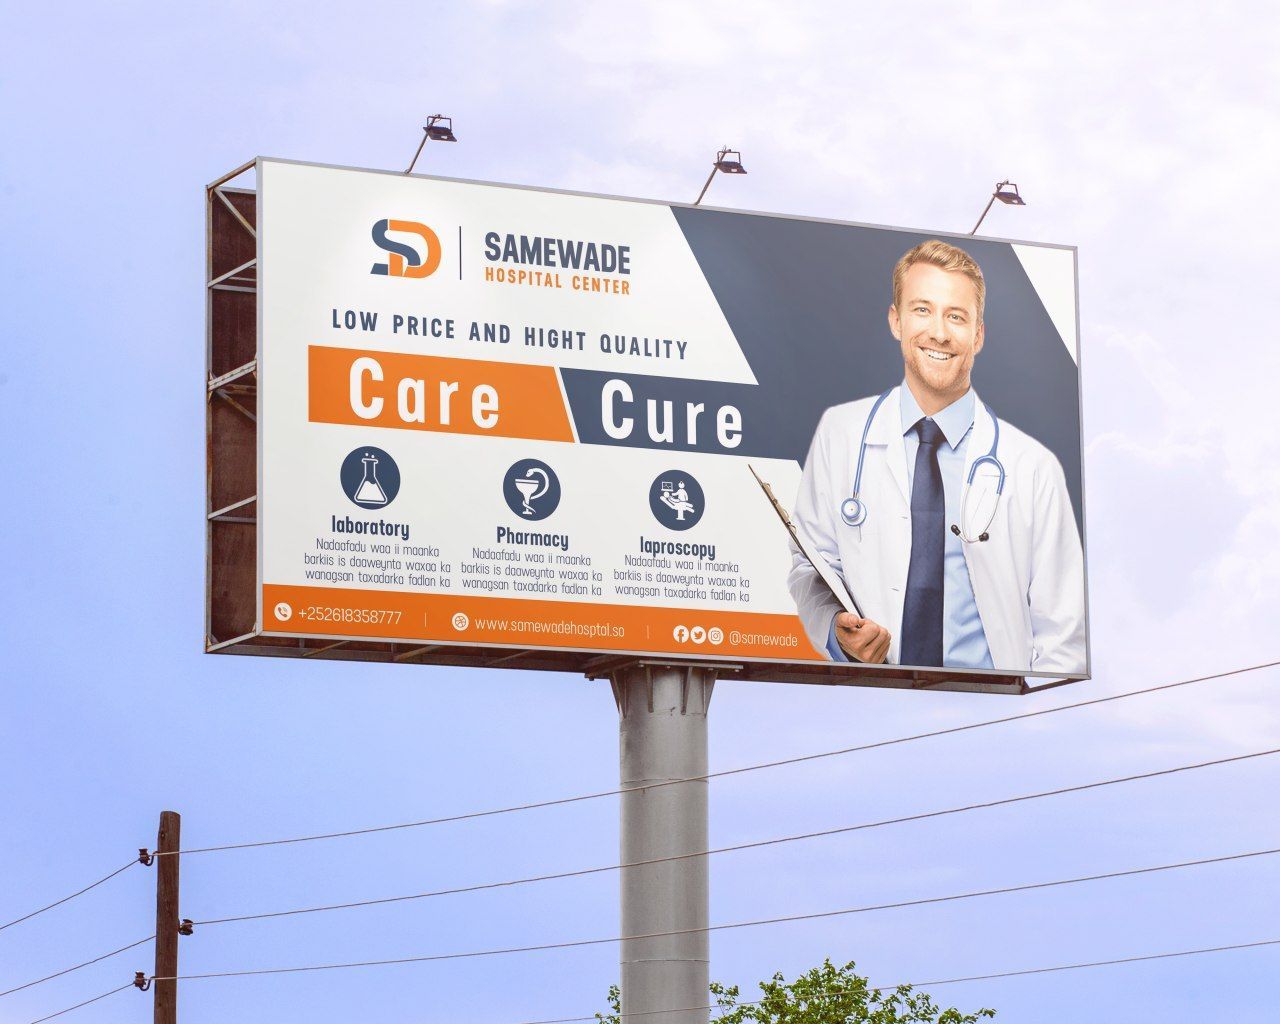 SD
SAMEWADE
HOSPITAL CENTER
LOW PRICE AND HIGHT QUALITY
Care Cure
laboratory
Nadaafadu waa ii maanka
barkiis is daaweynta waxaa ka
wanagsan taxadarka fadlan ka
Pharmacy
Nadaafadu waa ii maanka
barkiis is daaweynta waxaa ka
wanagsan taxadarka fadlan ka
laproscopy
Nadaafadu waa ii maanka
barkiis is daaweynta waxaa ka
wanagsan taxadarka fadlan ka
+252618358777 | www.samewadehosptal.so | @samewade